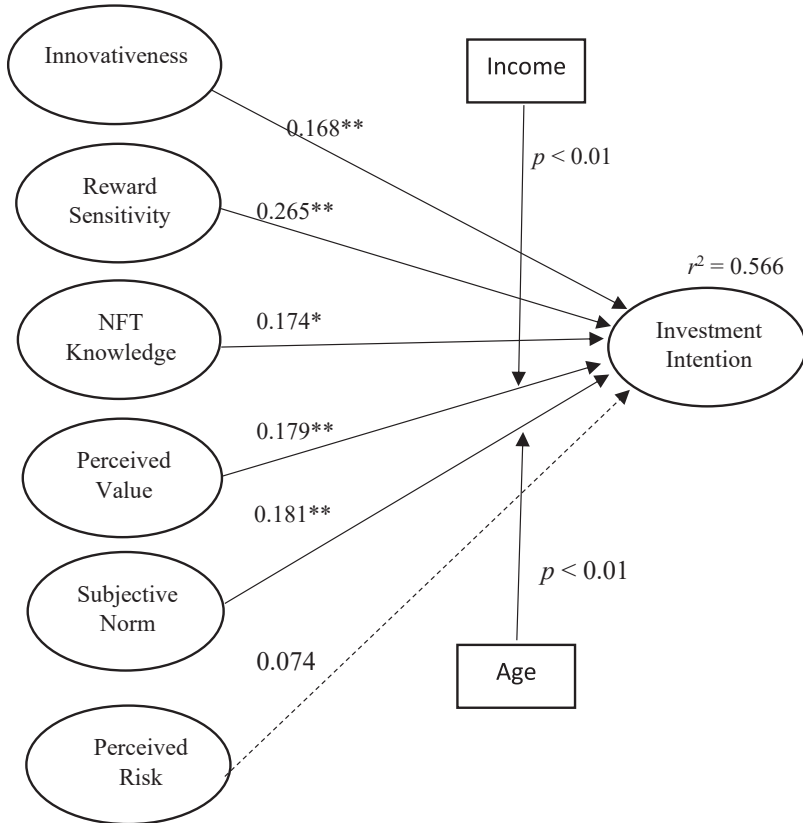 Innovativeness
Income
0.168**
p < 0.01
Reward
Sensitivity
0.265**
r² = 0.566
NFT
Knowledge
0.174*
Investment
Intention
Perceived
Value
0.179**
0.181**
Subjective
Norm
p < 0.01
0.074
Age
Perceived
Risk